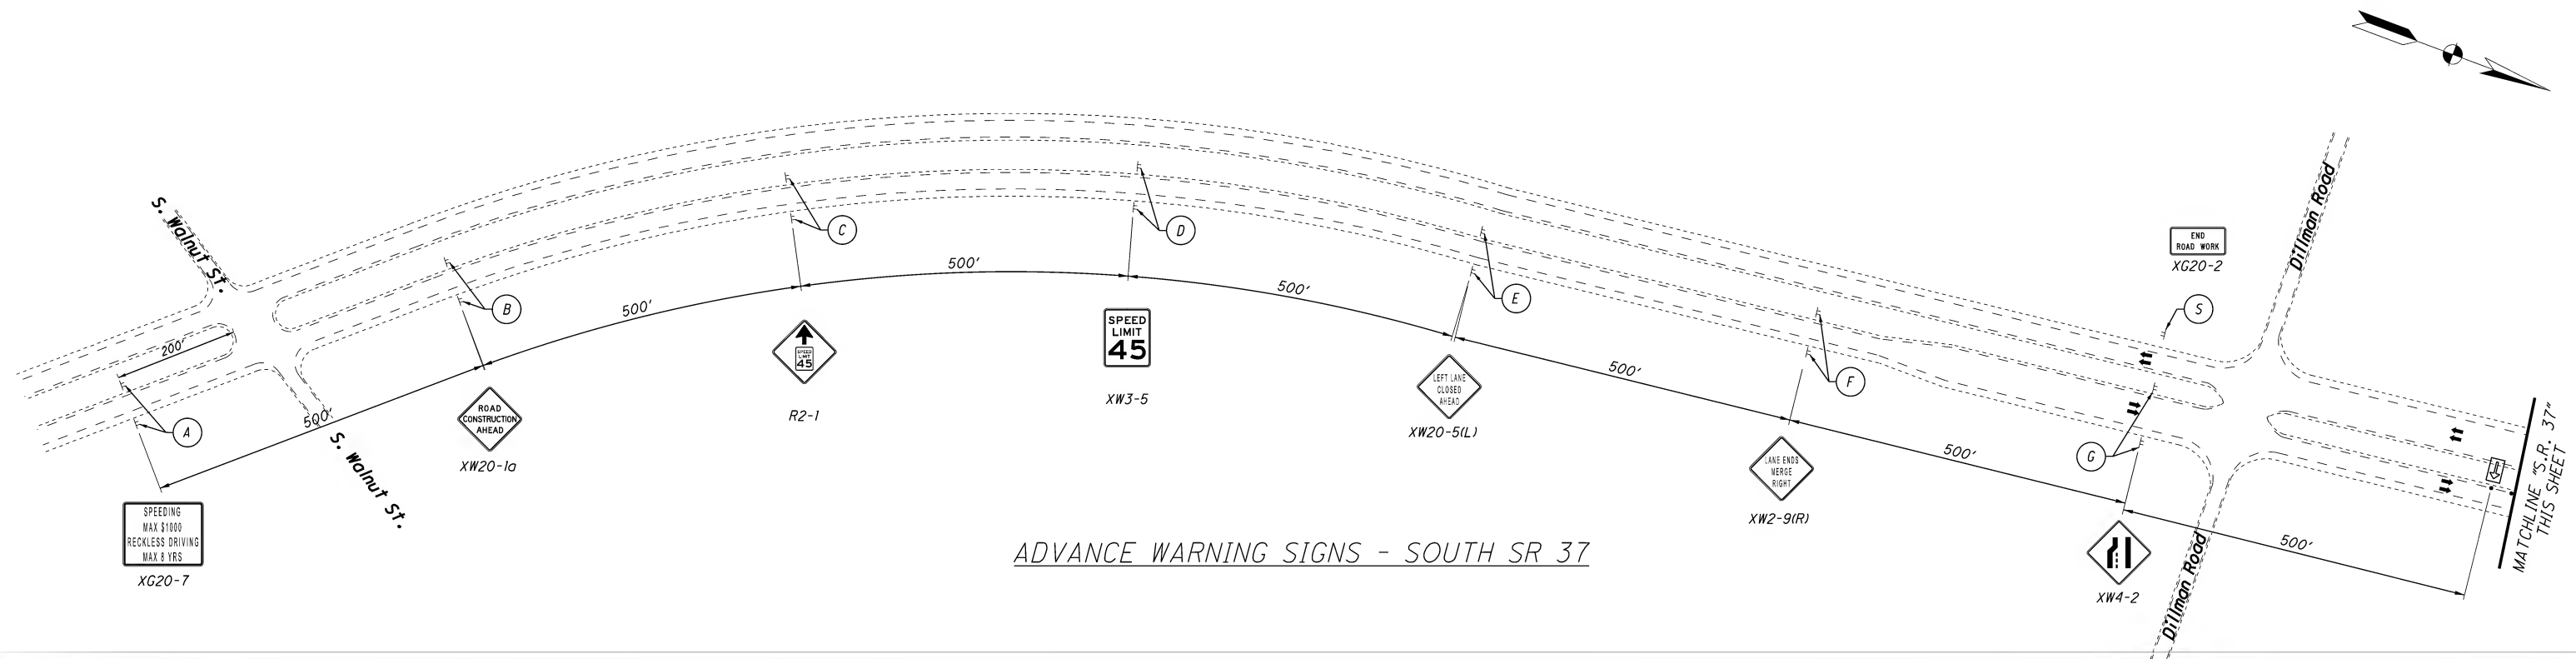 S. Walnut St.
200'
A
500'
S. Walnut St.
SPEEDING
MAX $1000
RECKLESS DRIVING
MAX 8 YRS
XG20-7
B
500'
ROAD
CONSTRUCTION
AHEAD
XW20-1a
C
500'
SPEED
LIMIT
45
R2-1
D
500'
SPEED
LIMIT
45
XW3-5
E
500'
LEFT LANE
CLOSED
AHEAD
XW20-5(L)
F
500'
LANE ENDS
MERGE
RIGHT
XW2-9(R)
END
ROAD WORK
XG20-2
S
Dillman Road
G
500'
XW4-2
Dillman Road
MATCHLINE "S.R. 37"
THIS SHEET
ADVANCE WARNING SIGNS - SOUTH SR 37